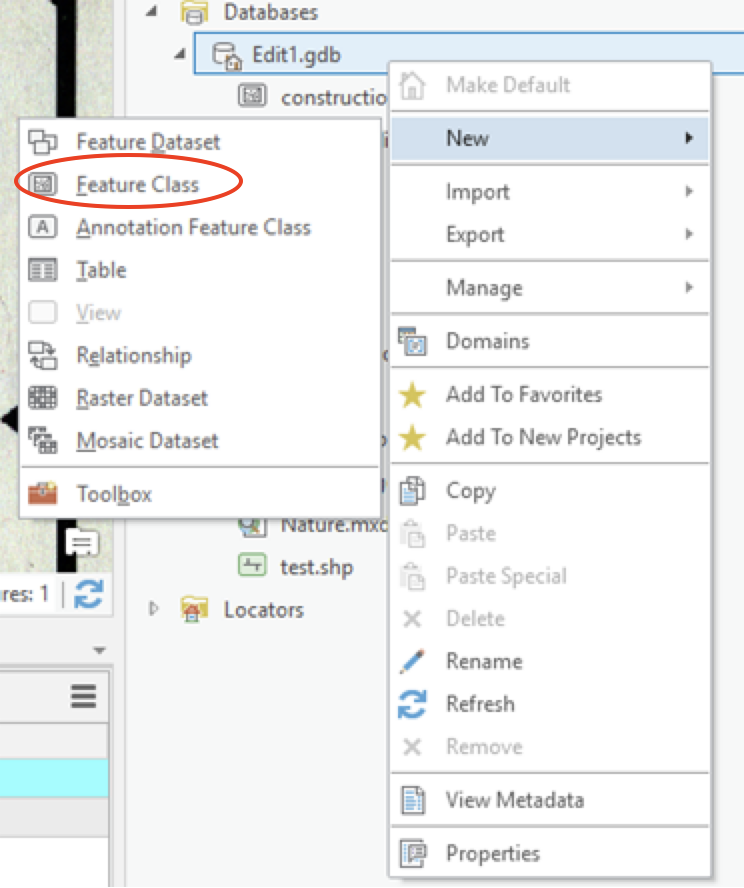 Databases
Edit1.gdb
constructio
Make Default
New
Import
Export
Manage
Domains
Add To Favorites
Add To New Projects
Copy
Paste
Paste Special
Delete
Rename
Refresh
Remove
View Metadata
Properties
Feature Dataset
Feature Class
A
Annotation Feature Class
Table
View
Relationship
Raster Dataset
Mosaic Dataset
Toolbox
Nature.mxd
test.shp
Locators
res: 1